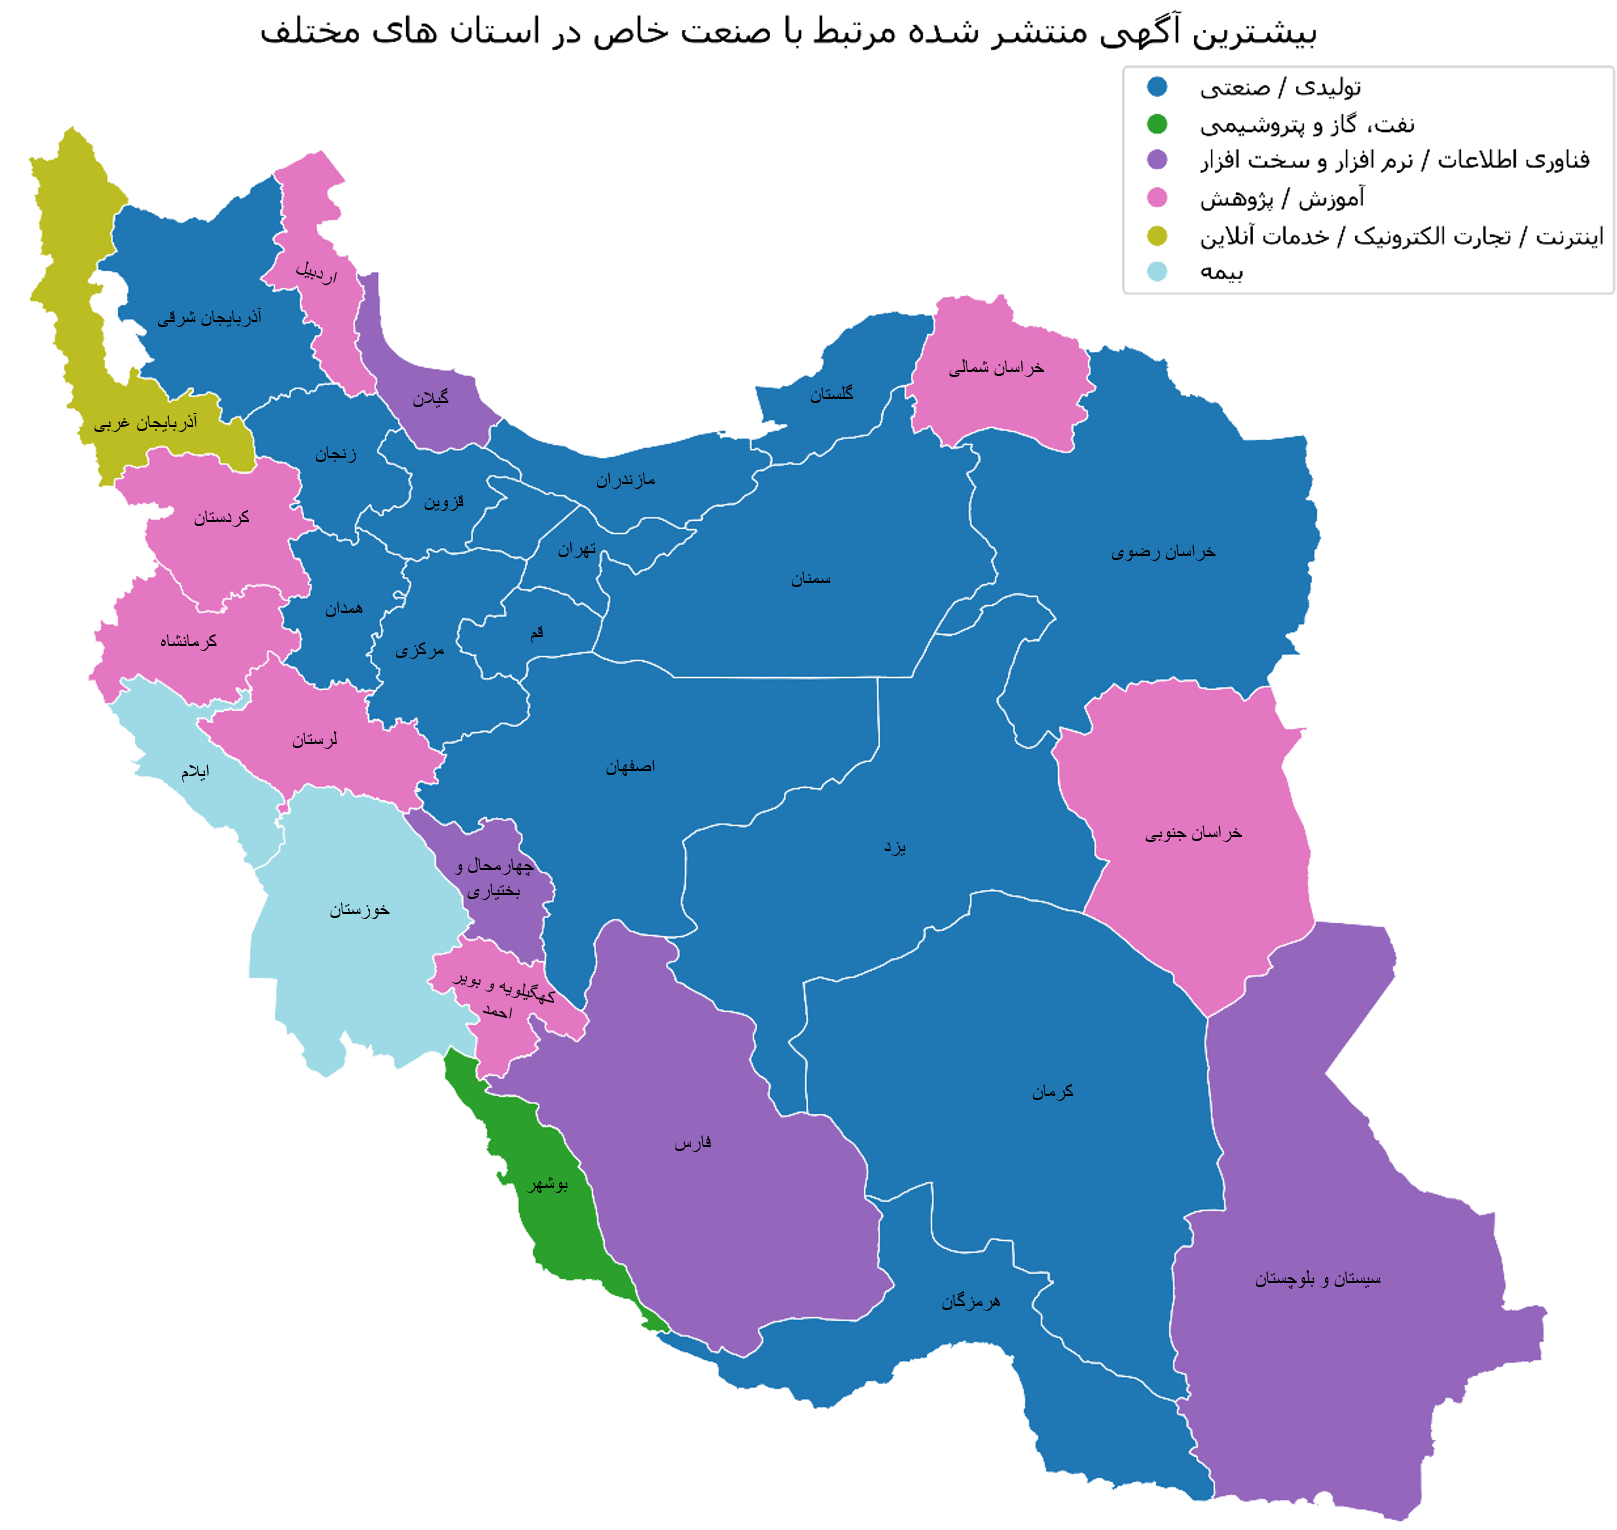 بیشترین آگهی منتشر شده مرتبط با صنعت خاص در استان های مختلف
تولیدی / صنعتی
نفت، گاز و پتروشیمی
فناوری اطلاعات / نرم افزار و سخت افزار
آموزش / پژوهش
اینترنت / تجارت الکترونیک / خدمات آنلاین
بیمه
اردبیل
آذربایجان شرقی
خراسان شمالی
گلستان
گیلان
آذربایجان غربی
زنجان
مازندران
قزوین
کردستان
تهران
خراسان رضوی
سمنان
همدان
قم
کرمانشاه
مرکزی
لرستان
اصفهان
ایلام
خراسان جنوبی
یزد
چهارمحال و
بختیاری
خوزستان
کهگیلویه و بویر
احمد
کرمان
فارس
بوشهر
سیستان و بلوچستان
هرمزگان